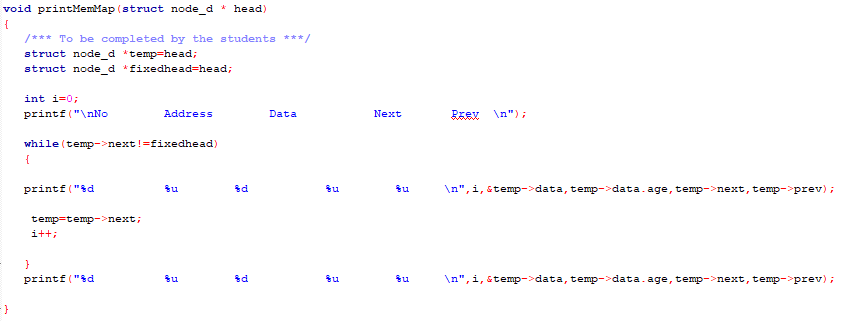 void printMemMap(struct node_d * head)
{
/*** To be completed by the students ***/
struct node_d *temp=head;
struct node_d *fixedhead=head;
int i=0;
printf("\nNo Address Data Next Prev \n");
while(temp->next!=fixedhead)
{
printf("%d %u %d %u %u \n",i,&temp->data,temp->data.age,temp->next,temp->prev);
temp=temp->next;
i++;
}
printf("%d %u %d %u %u \n",i,&temp->data,temp->data.age,temp->next,temp->prev);
}